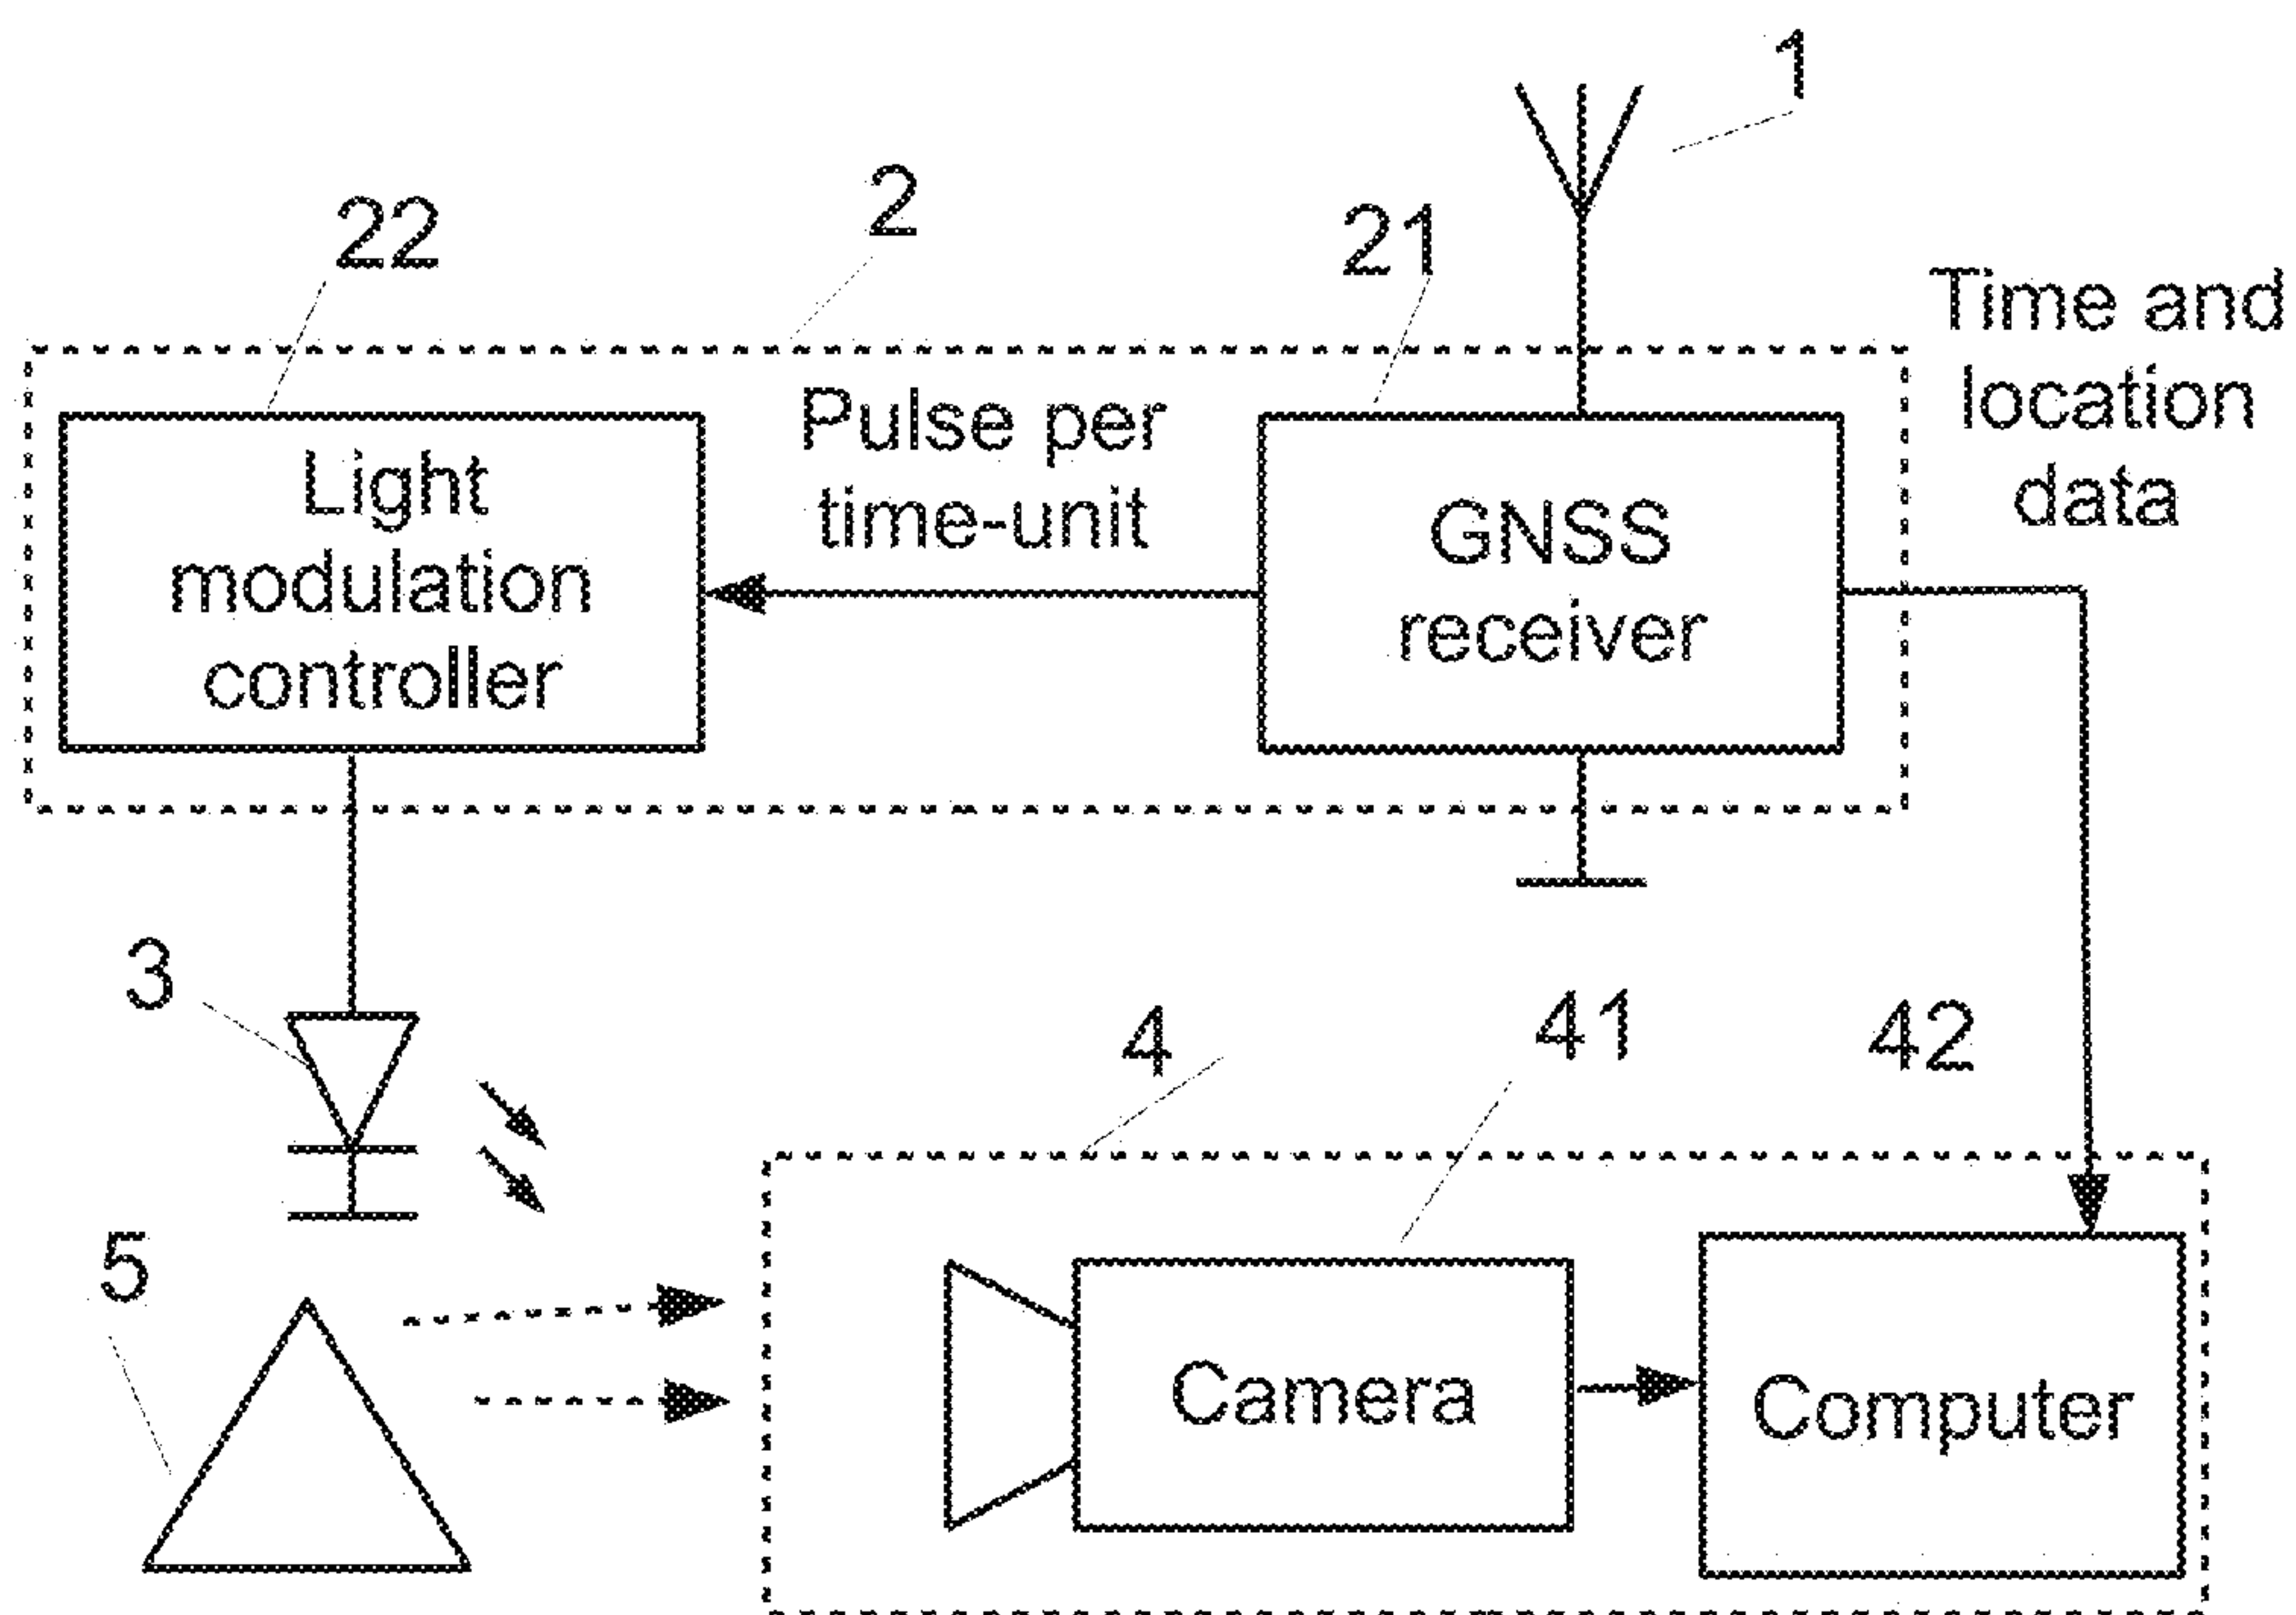 1
2
22
21
Time and
location
data
Pulse per
time-unit
Light
modulation
controller
GNSS
receiver
3
4
41
42
5
Camera
Computer